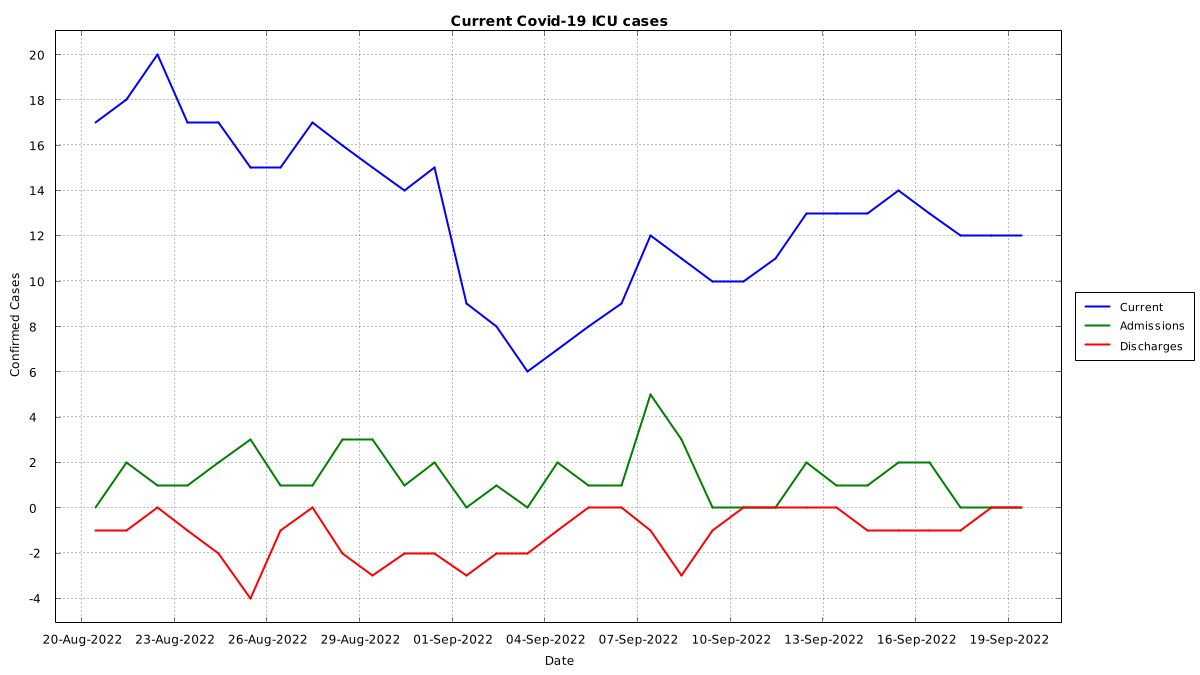 Current Covid-19 ICU cases
20
18
16
14
12
10
8
6
4
2
0
-2
-4
Confirmed Cases
20-Aug-2022 23-Aug-2022 26-Aug-2022 29-Aug-2022 01-Sep-2022 04-Sep-2022 07-Sep-2022 10-Sep-2022 13-Sep-2022 16-Sep-2022 19-Sep-2022
Date
Current
Admissions
Discharges